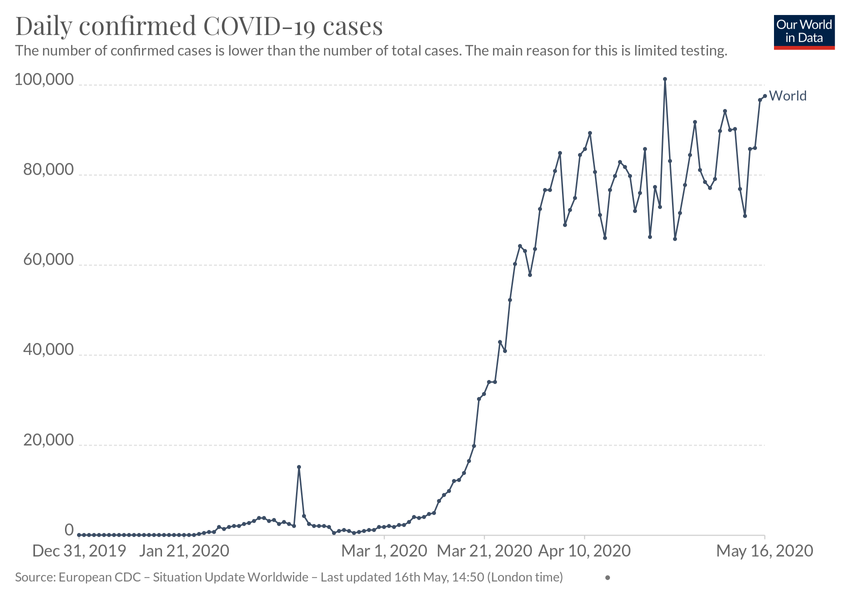 Daily confirmed COVID-19 cases
The number of confirmed cases is lower than the number of total cases. The main reason for this is limited testing.
Our World
in Data
100,000
World
80,000
60,000
40,000
20,000
0
Dec 31, 2019 Jan 21, 2020 Mar 1, 2020 Mar 21, 2020 Apr 10, 2020 May 16, 2020
Source: European CDC – Situation Update Worldwide – Last updated 16th May, 14:50 (London time) •